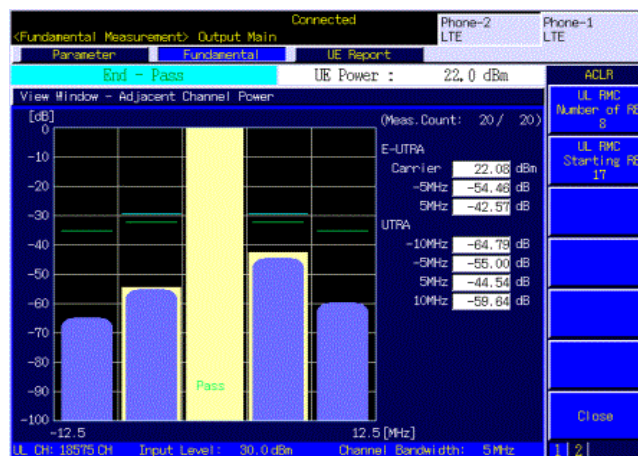 Connected
Phone-2
LTE
Phone-1
LTE
<Fundamental Measurement> Output Main
Parameter
Fundamental
UE Report
End - Pass
UE Power :
22.0 dBm
ACLR
View Window - Adjacent Channel Power
UL RMC
Number of RB
8
UL RMC
Starting RB
17
Close
1 2
[dB]
(Meas.Count: 20/ 20)
0
-10
-20
-30
-40
-50
-60
-70
-80
-90
-100
Pass
-12.5
12.5[MHz]
E-UTRA
Carrier 22.08 dBm
-5MHz -54.46 dB
5MHz -42.57 dB
UTRA
-10MHz -64.79 dB
-5MHz -55.00 dB
5MHz -44.54 dB
10MHz -59.64 dB
UL CH: 18575 CH Input Level: 30.0 dBm Channel Bandwidth: 5 MHz